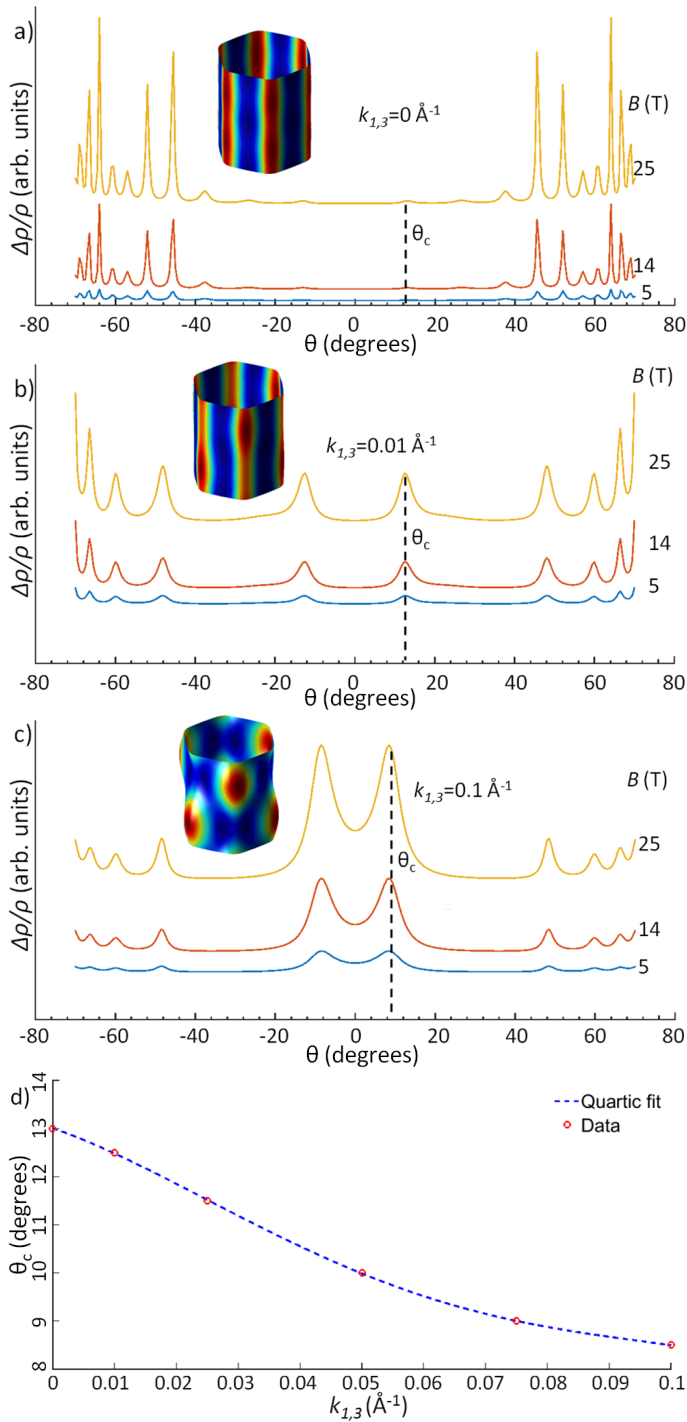 a)
Δρ/ρ (arb. units)
k1,3=0 Å-1
B (T)
25
14
5
θc
-80 -60 -40 -20 0 20 40 60 80
θ (degrees)
b)
Δρ/ρ (arb. units)
k1,3=0.01 Å-1
B (T)
25
14
5
θc
-80 -60 -40 -20 0 20 40 60 80
θ (degrees)
c)
Δρ/ρ (arb. units)
k1,3=0.1 Å-1
B (T)
25
14
5
θc
-80 -60 -40 -20 0 20 40 60 80
θ (degrees)
d)
θc (degrees)
14
13
12
11
10
9
8
Quartic fit
Data
0 0.01 0.02 0.03 0.04 0.05 0.06 0.07 0.08 0.09 0.1
k1,3 (Å-1)